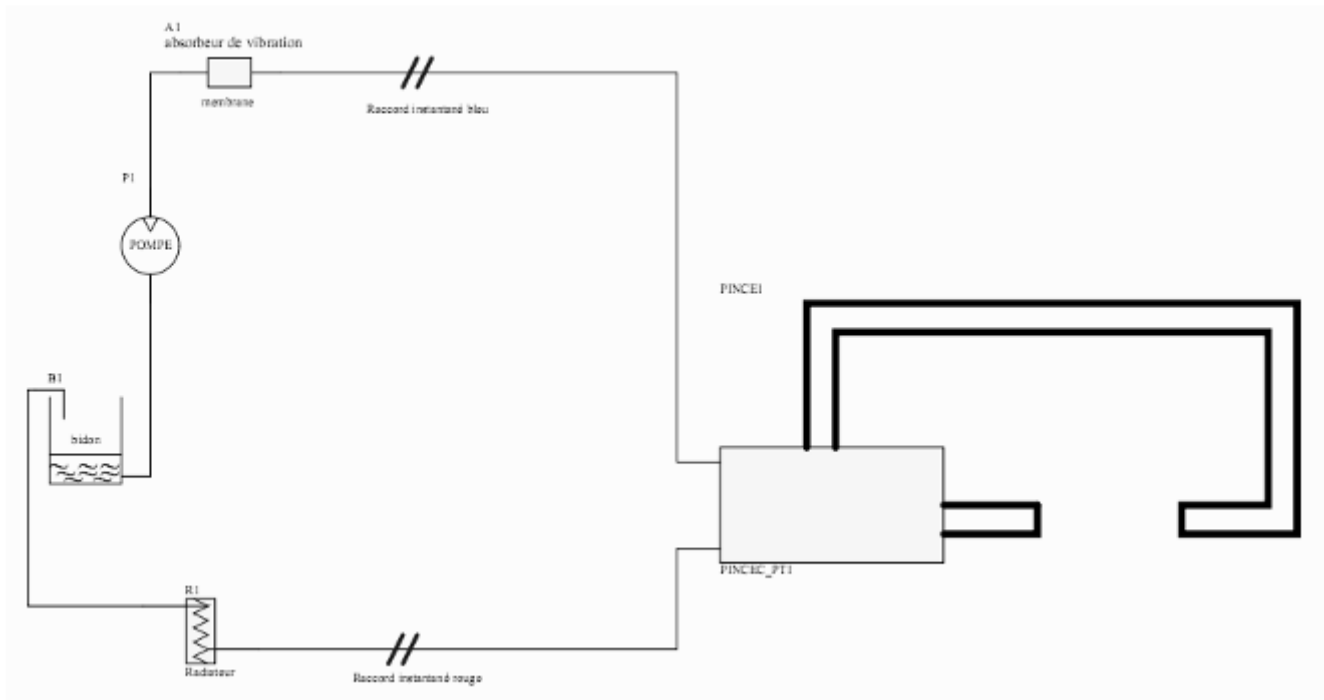 A1
absorbeur de vibration
membrane
Raccord instantané bleu
P1
POMPE
PINCE1
B1
bidon
PINCEC_PT1
R1
Radiateur
Raccord instantané rouge